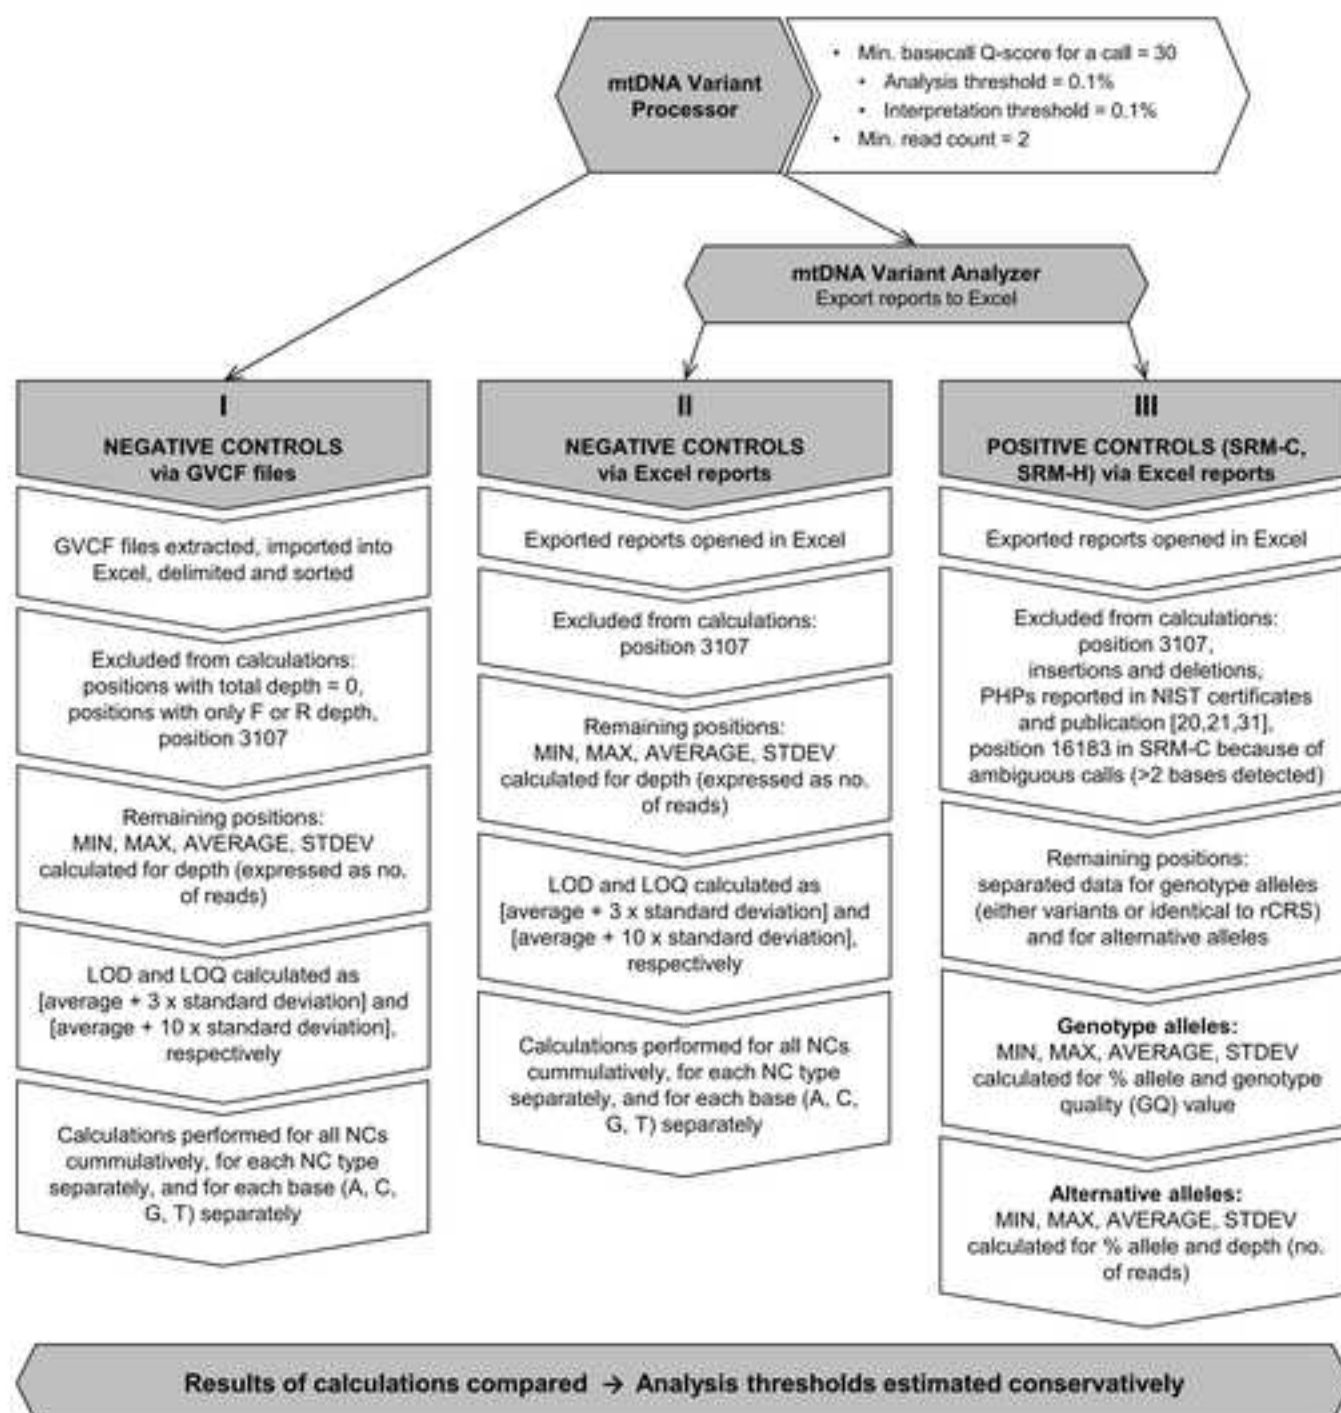 mtDNA Variant
Processor
• Min. basecall Q-score for a call = 30
• Analysis threshold = 0.1%
• Interpretation threshold = 0.1%
• Min. read count = 2
mtDNA Variant Analyzer
Export reports to Excel
I
NEGATIVE CONTROLS
via GVCF files
GVCF files extracted, imported into
Excel, delimited and sorted
Excluded from calculations:
positions with total depth = 0,
positions with only F or R depth,
position 3107
Remaining positions:
MIN, MAX, AVERAGE, STDEV
calculated for depth (expressed as no.
of reads)
LOD and LOQ calculated as
[average + 3 x standard deviation] and
[average + 10 x standard deviation],
respectively
Calculations performed for all NCs
cummulatively, for each NC type
separately, and for each base (A, C,
G, T) separately
II
NEGATIVE CONTROLS
via Excel reports
Exported reports opened in Excel
Excluded from calculations:
position 3107
Remaining positions:
MIN, MAX, AVERAGE, STDEV
calculated for depth (expressed as no.
of reads)
LOD and LOQ calculated as
[average + 3 x standard deviation] and
[average + 10 x standard deviation],
respectively
Calculations performed for all NCs
cummulatively, for each NC type
separately, and for each base (A, C,
G, T) separately
III
POSITIVE CONTROLS (SRM-C,
SRM-H) via Excel reports
Exported reports opened in Excel
Excluded from calculations:
position 3107,
insertions and deletions,
PHPs reported in NIST certificates
and publication [20,21,31],
position 16183 in SRM-C because of
ambiguous calls (>2 bases detected)
Remaining positions:
separated data for genotype alleles
(either variants or identical to rCRS)
and for alternative alleles
Genotype alleles:
MIN, MAX, AVERAGE, STDEV
calculated for % allele and genotype
quality (GQ) value
Alternative alleles:
MIN, MAX, AVERAGE, STDEV
calculated for % allele and depth (no.
of reads)
Results of calculations compared → Analysis thresholds estimated conservatively